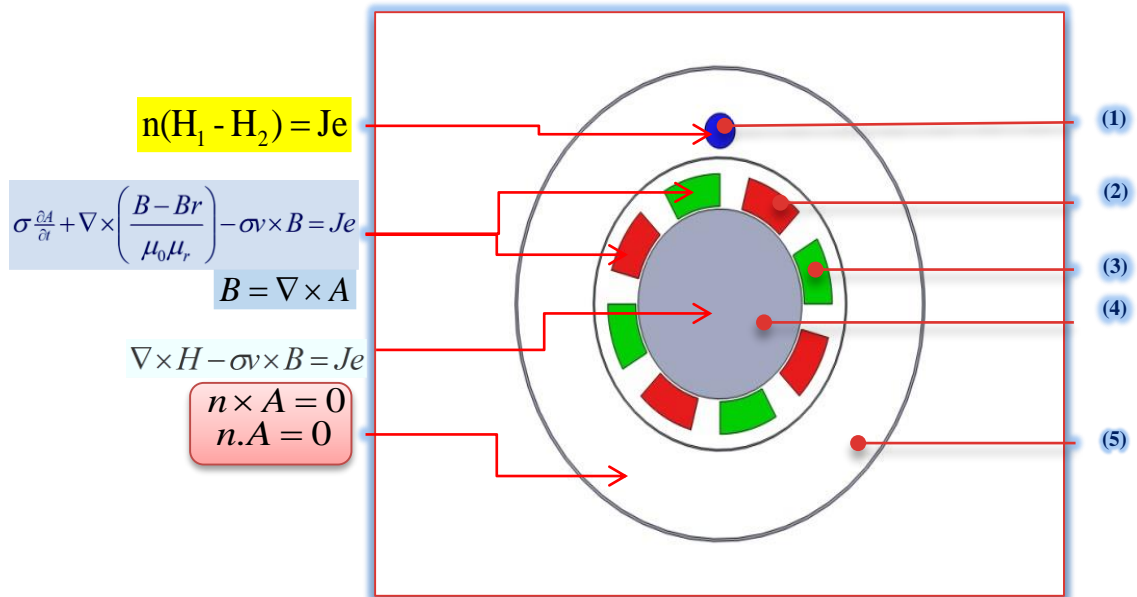 n(H₁ - H₂) = Je
σ ∂A/∂t + ∇×((B − Br)/(μ₀μᵣ)) − σv×B = Je
B = ∇× A
∇×H − σv×B = Je
n × A = 0
n.A = 0
(1)
(2)
(3)
(4)
(5)